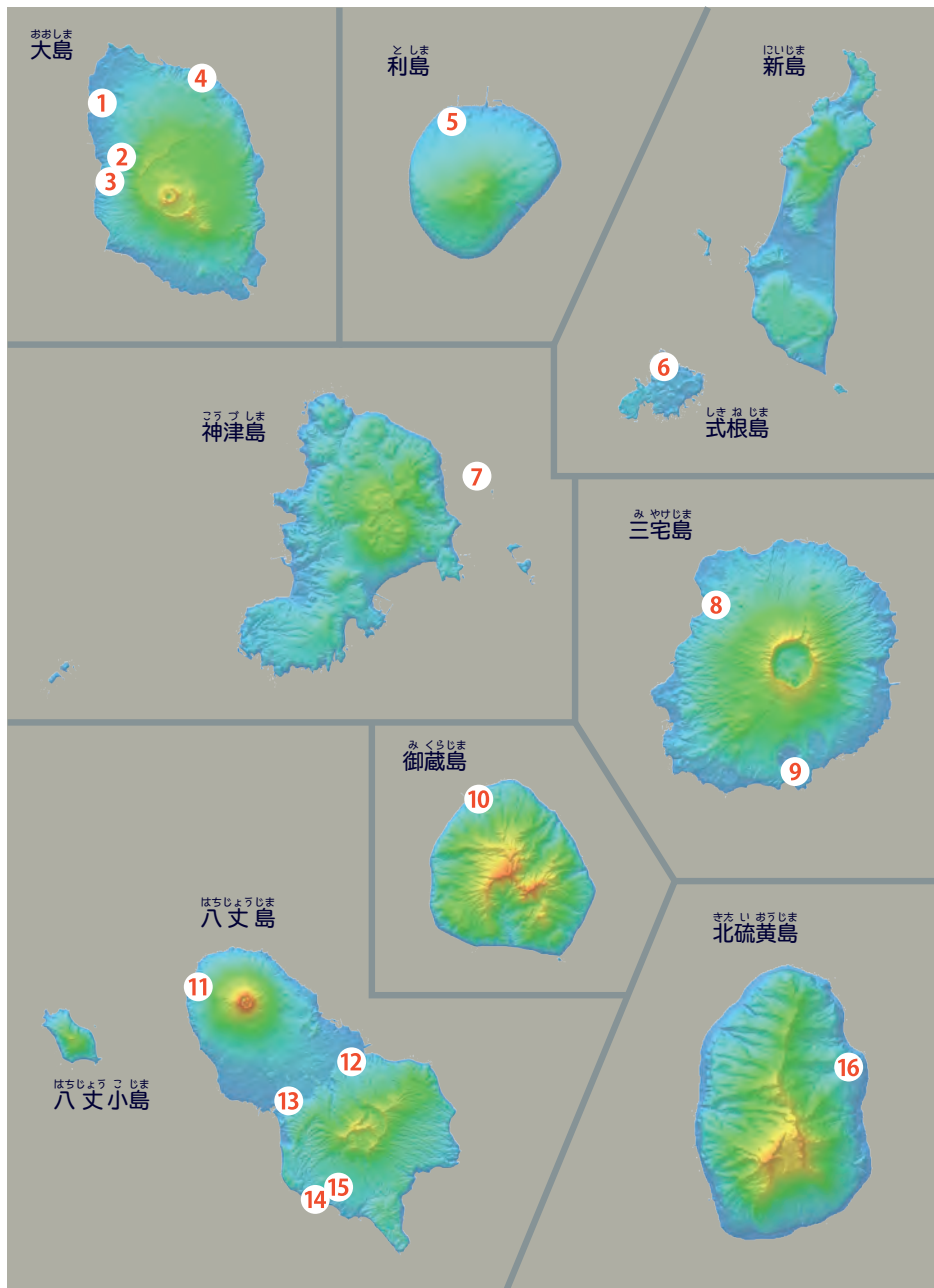 おおしま
大島
4
1
2
3
と しま
利島
5
にいじま
新島
6
しき ね じま
式根島
こう づ しま
神津島
7
み やけじま
三宅島
8
9
み くらじま
御蔵島
10
はちじょうじま
八丈島
11
12
13
14
15
はちじょう こ じま
八丈小島
きた い おうじま
北硫黄島
16